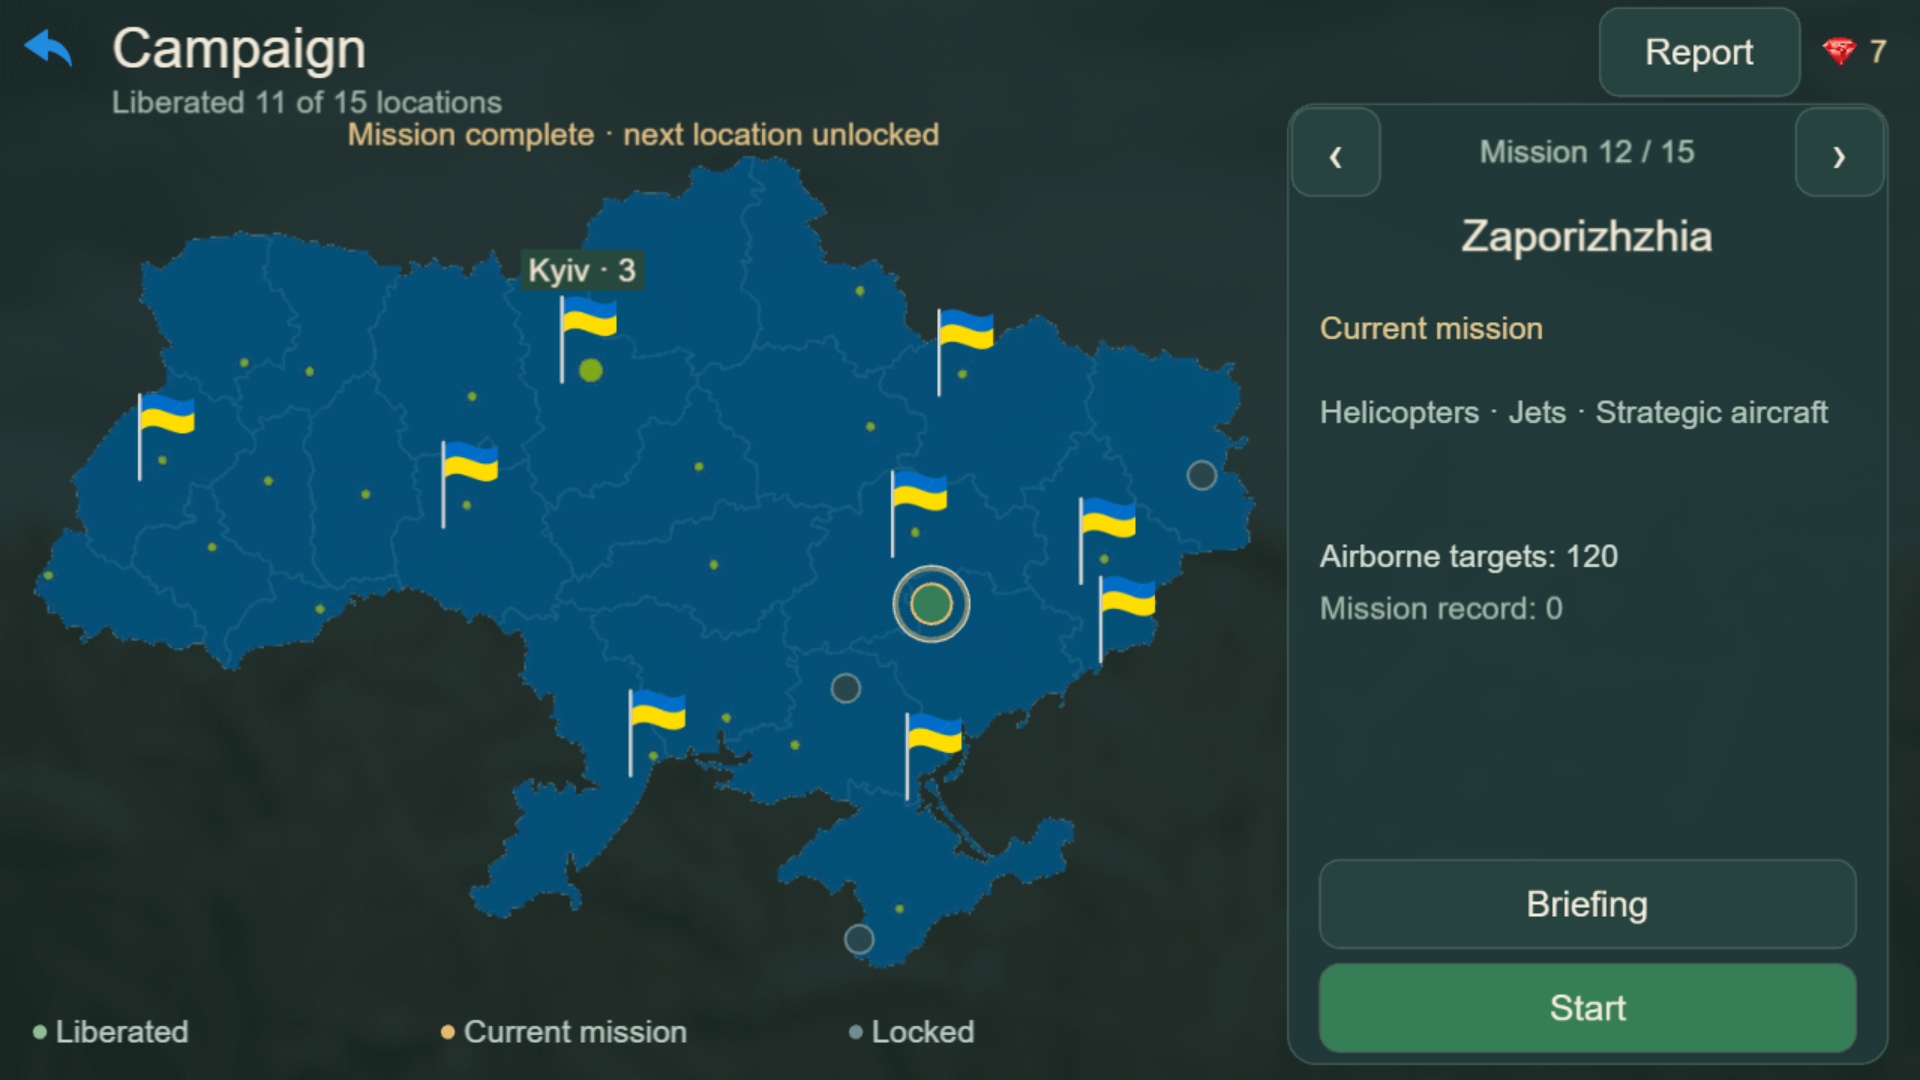 Campaign
Liberated 11 of 15 locations
Mission complete · next location unlocked
Report
7
‹
Mission 12 / 15
›
Zaporizhzhia
Current mission
Helicopters · Jets · Strategic aircraft
Airborne targets: 120
Mission record: 0
Briefing
Start
Kyiv · 3
Liberated
Current mission
Locked